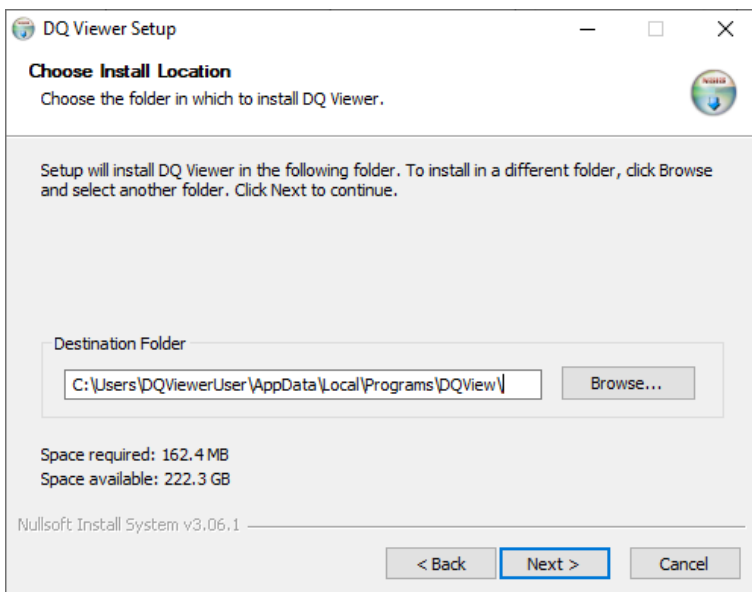 DQ Viewer Setup
Choose Install Location
Choose the folder in which to install DQ Viewer.
Setup will install DQ Viewer in the following folder. To install in a different folder, click Browse
and select another folder. Click Next to continue.
Destination Folder
C:\Users\DQViewerUser\AppData\Local\Programs\DQView\
Browse...
Space required: 162.4 MB
Space available: 222.3 GB
Nullsoft Install System v3.06.1
< Back
Next >
Cancel